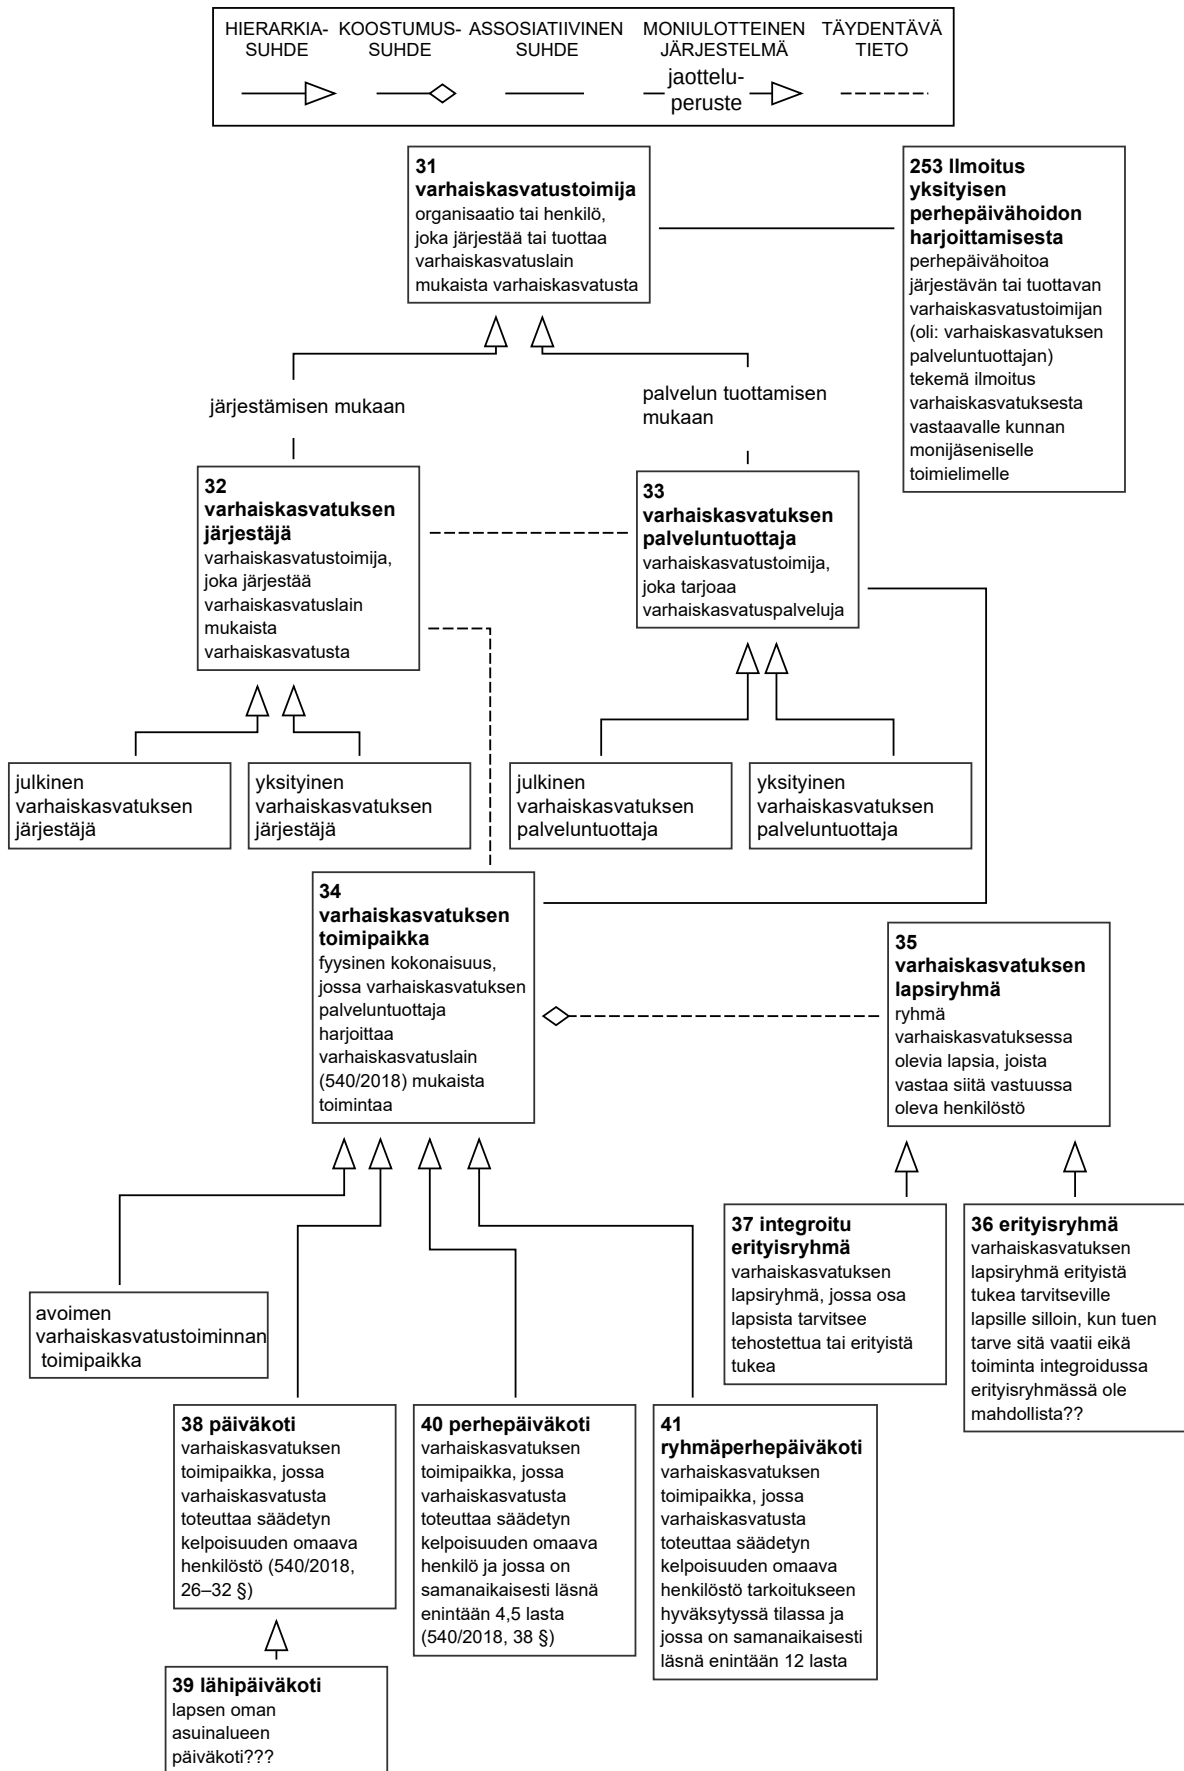 HIERARKIA-
SUHDE
KOOSTUMUS-
SUHDE
ASSOSIATIIVINEN
SUHDE
MONIULOTTEINEN
JÄRJESTELMÄ
TÄYDENTÄVÄ
TIETO
jaottelu-
peruste
31
varhaiskasvatustoimija
organisaatio tai henkilö,
joka järjestää tai tuottaa
varhaiskasvatuslain
mukaista varhaiskasvatusta
253 Ilmoitus
yksityisen
perhepäivähoidon
harjoittamisesta
perhepäivähoitoa
järjestävän tai tuottavan
varhaiskasvatustoimijan
(oli: varhaiskasvatuksen
palveluntuottajan)
tekemä ilmoitus
varhaiskasvatuksesta
vastaavalle kunnan
monijäseniselle
toimielimelle
järjestämisen mukaan
palvelun tuottamisen
mukaan
32
varhaiskasvatuksen
järjestäjä
varhaiskasvatustoimija,
joka järjestää
varhaiskasvatuslain
mukaista
varhaiskasvatusta
33
varhaiskasvatuksen
palveluntuottaja
varhaiskasvatustoimija,
joka tarjoaa
varhaiskasvatuspalveluja
julkinen
varhaiskasvatuksen
järjestäjä
yksityinen
varhaiskasvatuksen
järjestäjä
julkinen
varhaiskasvatuksen
palveluntuottaja
yksityinen
varhaiskasvatuksen
palveluntuottaja
34
varhaiskasvatuksen
toimipaikka
fyysinen kokonaisuus,
jossa varhaiskasvatuksen
palveluntuottaja
harjoittaa
varhaiskasvatuslain
(540/2018) mukaista
toimintaa
35
varhaiskasvatuksen
lapsiryhmä
ryhmä
varhaiskasvatuksessa
olevia lapsia, joista
vastaa siitä vastuussa
oleva henkilöstö
avoimen
varhaiskasvatustoiminnan
toimipaikka
37 integroitu
erityisryhmä
varhaiskasvatuksen
lapsiryhmä, jossa osa
lapsista tarvitsee
tehostettua tai erityistä
tukea
36 erityisryhmä
varhaiskasvatuksen
lapsiryhmä erityistä
tukea tarvitseville
lapsille silloin, kun tuen
tarve sitä vaatii eikä
toiminta integroidussa
erityisryhmässä ole
mahdollista??
38 päiväkoti
varhaiskasvatuksen
toimipaikka, jossa
varhaiskasvatusta
toteuttaa säädetyn
kelpoisuuden omaava
henkilöstö (540/2018,
26–32 §)
40 perhepäiväkoti
varhaiskasvatuksen
toimipaikka, jossa
varhaiskasvatusta
toteuttaa säädetyn
kelpoisuuden omaava
henkilö ja jossa on
samanaikaisesti läsnä
enintään 4,5 lasta
(540/2018, 38 §)
41
ryhmäperhepäiväkoti
varhaiskasvatuksen
toimipaikka, jossa
varhaiskasvatusta
toteuttaa säädetyn
kelpoisuuden omaava
henkilöstö tarkoitukseen
hyväksytyssä tilassa ja
jossa on samanaikaisesti
läsnä enintään 12 lasta
39 lähipäiväkoti
lapsen oman
asuinalueen
päiväkoti???